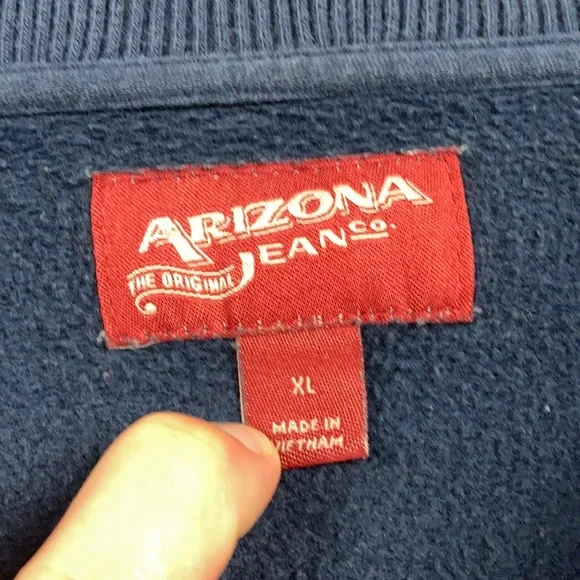 ARIZONA
JEAN CO.
THE ORIGINAL
XL
MADE IN
VIETNAM